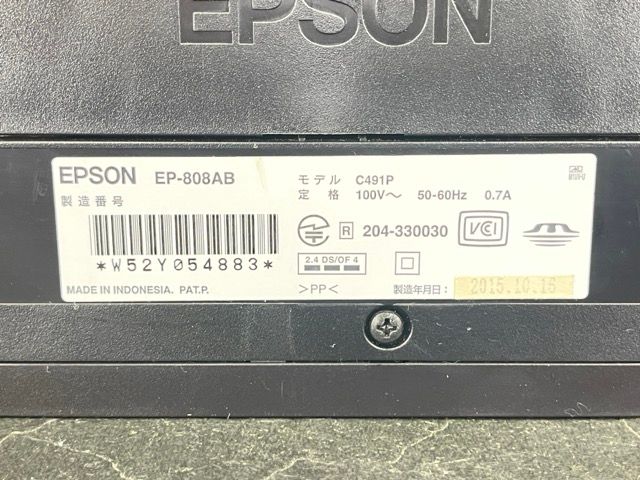 EPSON
EPSON EP-808AB
製造番号
*W52Y054883*
MADE IN INDONESIA. PAT.P.
モデル C491P
定格 100V～ 50-60Hz 0.7A
R 204-330030 VCI
2.4 DS/OF 4
>PP<
製造年月日： 2015.10.16